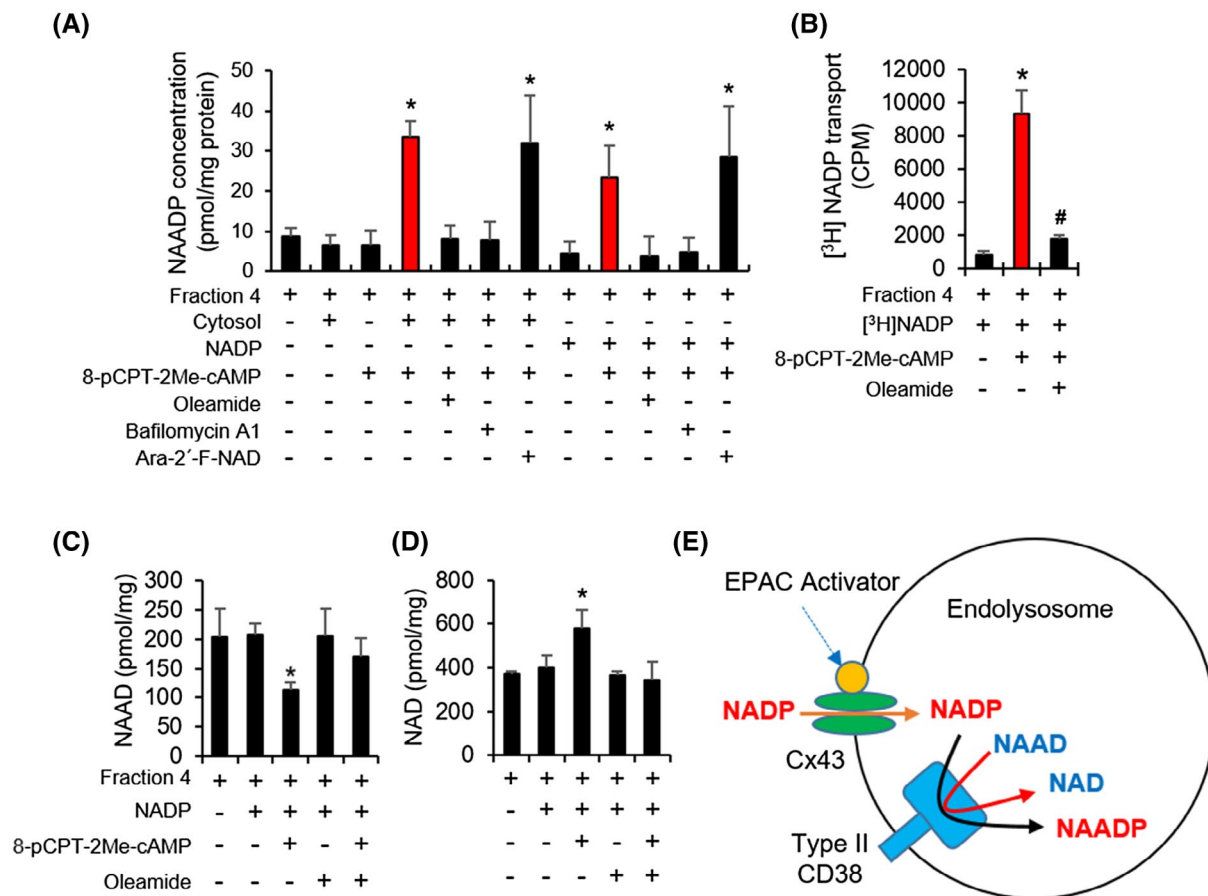 (A)
NAADP concentration
(pmol/mg protein)
50
40
30
20
10
0
* * * *
Fraction 4 + + + + + + + + + + + +
Cytosol - + - + + + + - - - - -
NADP - - - - - - - + + + + +
8-pCPT-2Me-cAMP - - + + + + + - + + + +
Oleamide - - - - + - - - - + - -
Bafilomycin A1 - - - - - + - - - - + -
Ara-2´-F-NAD - - - - - - + - - - - +
(B)
[³H] NADP transport
(CPM)
12000
10000
8000
6000
4000
2000
0
*
#
Fraction 4 + + +
[³H]NADP + + +
8-pCPT-2Me-cAMP - + +
Oleamide - - +
(C)
NAAD (pmol/mg)
300
250
200
150
100
50
0
*
Fraction 4 + + + + +
NADP - + + + +
8-pCPT-2Me-cAMP - - + - +
Oleamide - - - + +
(D)
NAD (pmol/mg)
800
600
400
200
0
*
+ + + + +
- + + + +
- - + - +
- - - + +
(E)
EPAC Activator
Endolysosome
NADP
NADP
Cx43
NAAD
NAD
NAADP
Type II
CD38